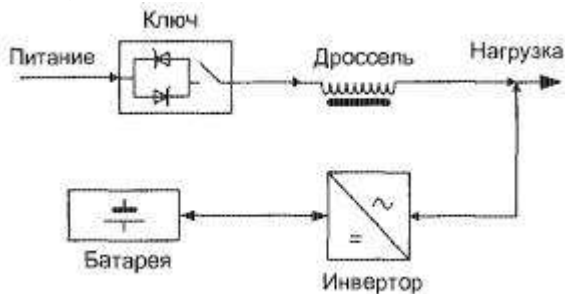 Ключ
Питание
Дроссель
Нагрузка
Батарея
Инвертор